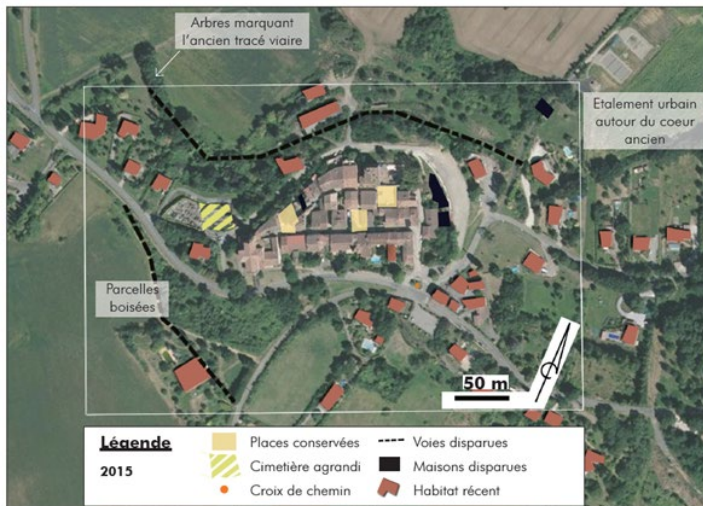 Arbres marquant
l'ancien tracé viaire
Etalement urbain
autour du coeur
ancien
Parcelles
boisées
50 m
Légende
2015
Places conservées
Cimetière agrandi
Croix de chemin
Voies disparues
Maisons disparues
Habitat récent